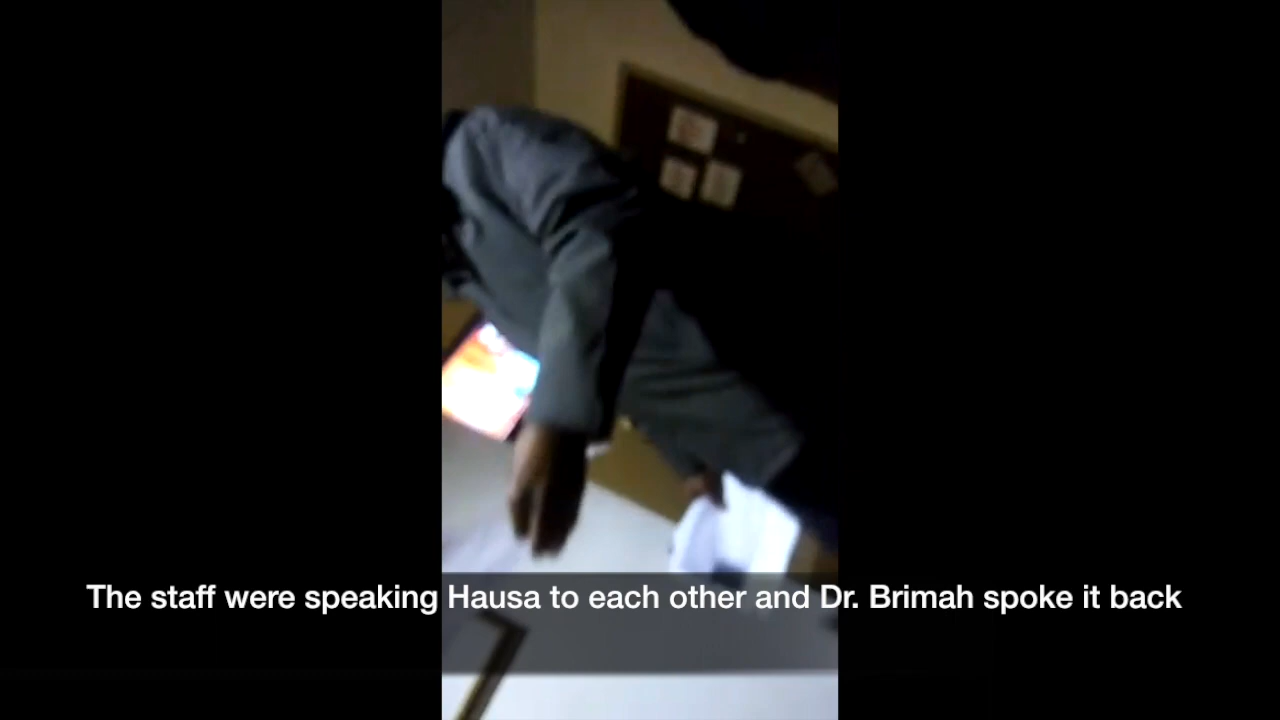 The staff were speaking Hausa to each other and Dr. Brimah spoke it back